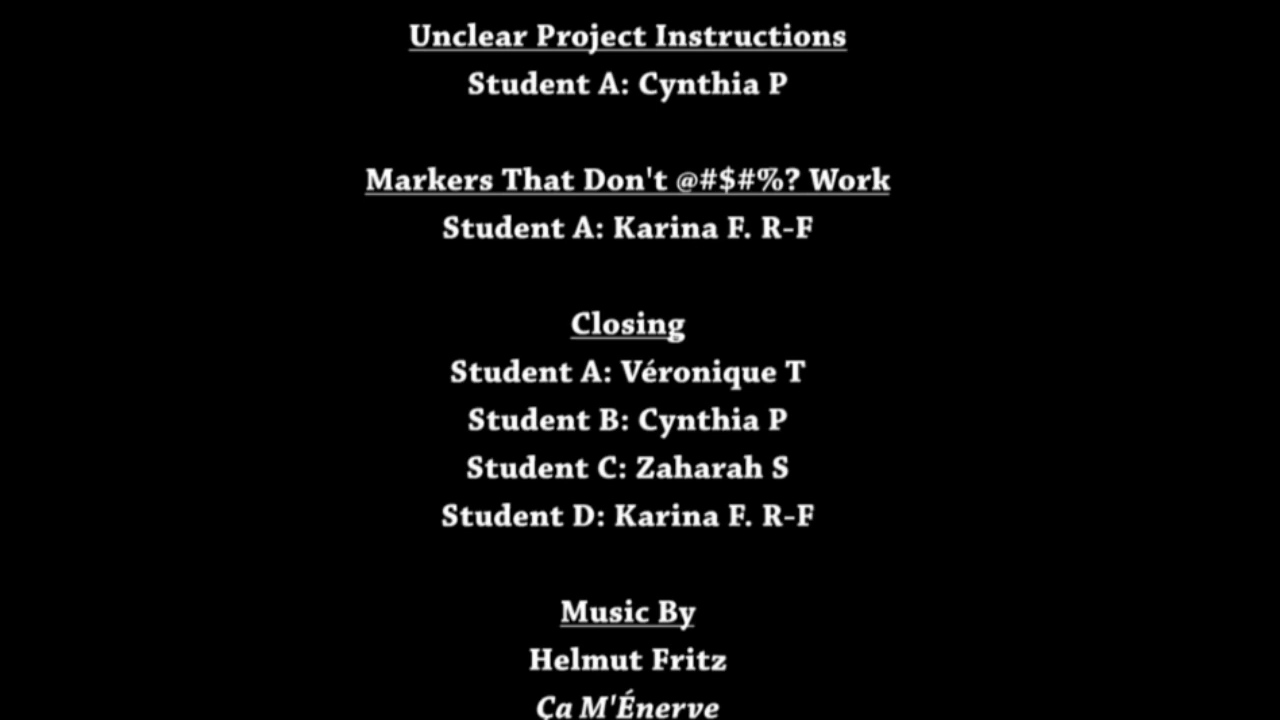 Unclear Project Instructions
Student A: Cynthia P
Markers That Don't @#$#%? Work
Student A: Karina F. R-F
Closing
Student A: Véronique T
Student B: Cynthia P
Student C: Zaharah S
Student D: Karina F. R-F
Music By
Helmut Fritz
Ça M'Énerve